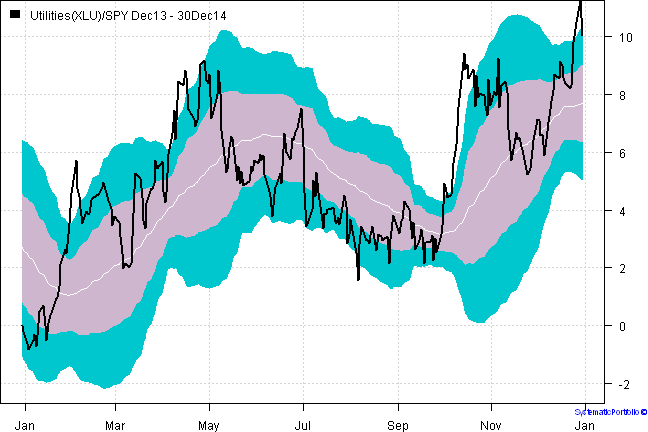 Utilities(XLU)/SPY Dec13 - 30Dec14
10
8
6
4
2
0
-2
Jan Mar May Jul Sep Nov Jan
SystematicPortfolio ©